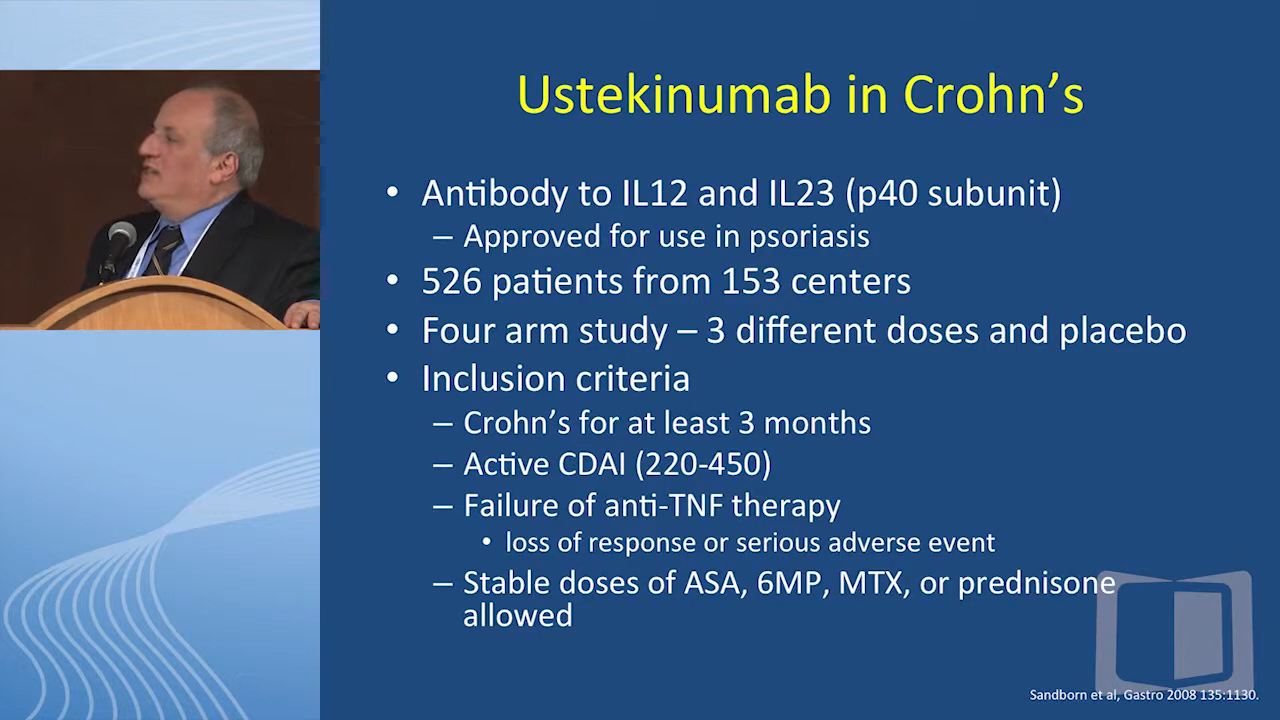 Ustekinumab in Crohn's
• Antibody to IL12 and IL23 (p40 subunit)
– Approved for use in psoriasis
• 526 patients from 153 centers
• Four arm study – 3 different doses and placebo
• Inclusion criteria
– Crohn's for at least 3 months
– Active CDAI (220-450)
– Failure of anti-TNF therapy
• loss of response or serious adverse event
– Stable doses of ASA, 6MP, MTX, or prednisone
allowed
Sandborn et al, Gastro 2008 135:1130.